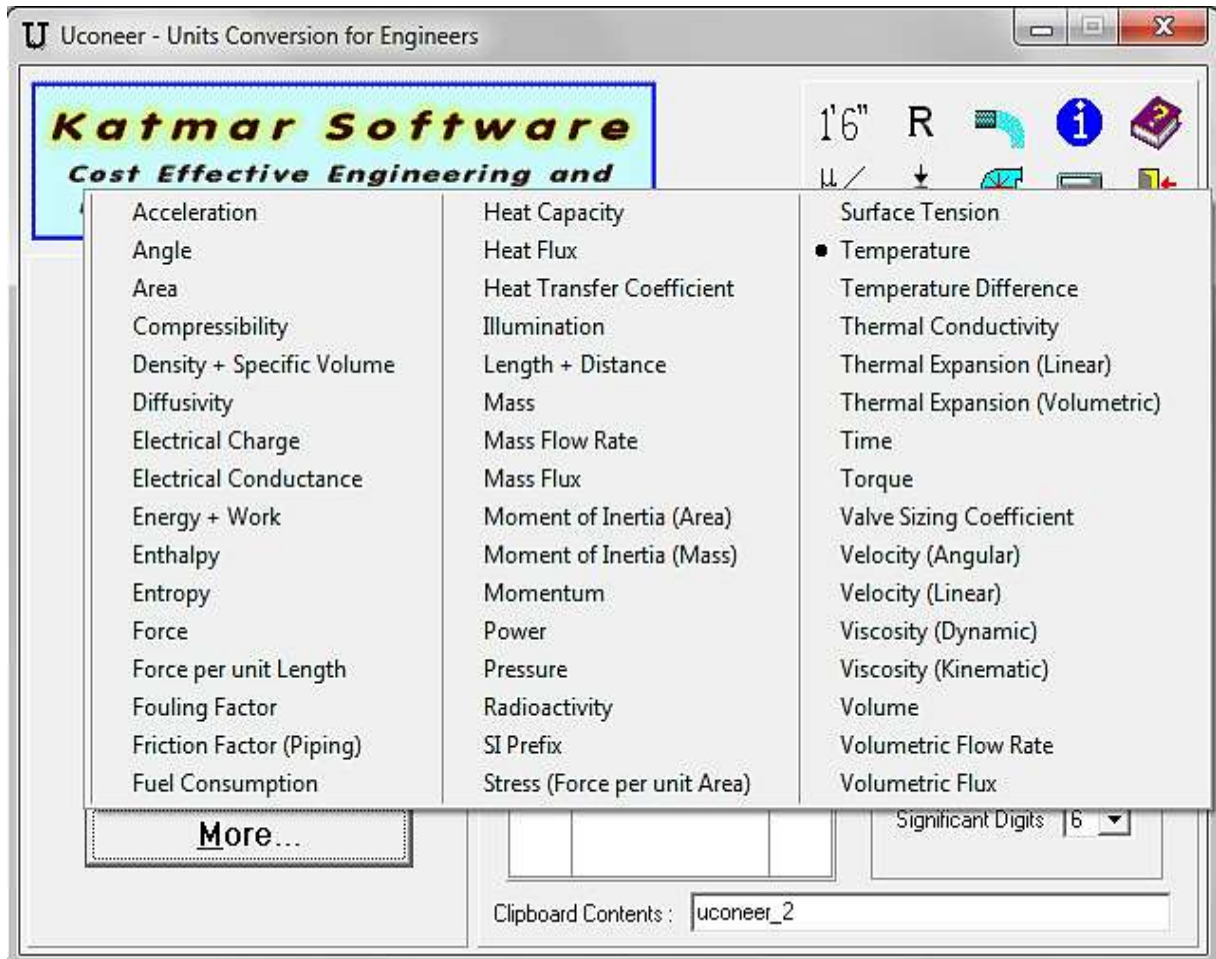 Uconeer - Units Conversion for Engineers
Katmar Software
Cost Effective Engineering and
1'6" R
μ/
Acceleration
Angle
Area
Compressibility
Density + Specific Volume
Diffusivity
Electrical Charge
Electrical Conductance
Energy + Work
Enthalpy
Entropy
Force
Force per unit Length
Fouling Factor
Friction Factor (Piping)
Fuel Consumption
Heat Capacity
Heat Flux
Heat Transfer Coefficient
Illumination
Length + Distance
Mass
Mass Flow Rate
Mass Flux
Moment of Inertia (Area)
Moment of Inertia (Mass)
Momentum
Power
Pressure
Radioactivity
SI Prefix
Stress (Force per unit Area)
Surface Tension
Temperature
Temperature Difference
Thermal Conductivity
Thermal Expansion (Linear)
Thermal Expansion (Volumetric)
Time
Torque
Valve Sizing Coefficient
Velocity (Angular)
Velocity (Linear)
Viscosity (Dynamic)
Viscosity (Kinematic)
Volume
Volumetric Flow Rate
Volumetric Flux
More...
Significant Digits 6
Clipboard Contents : uconeer_2